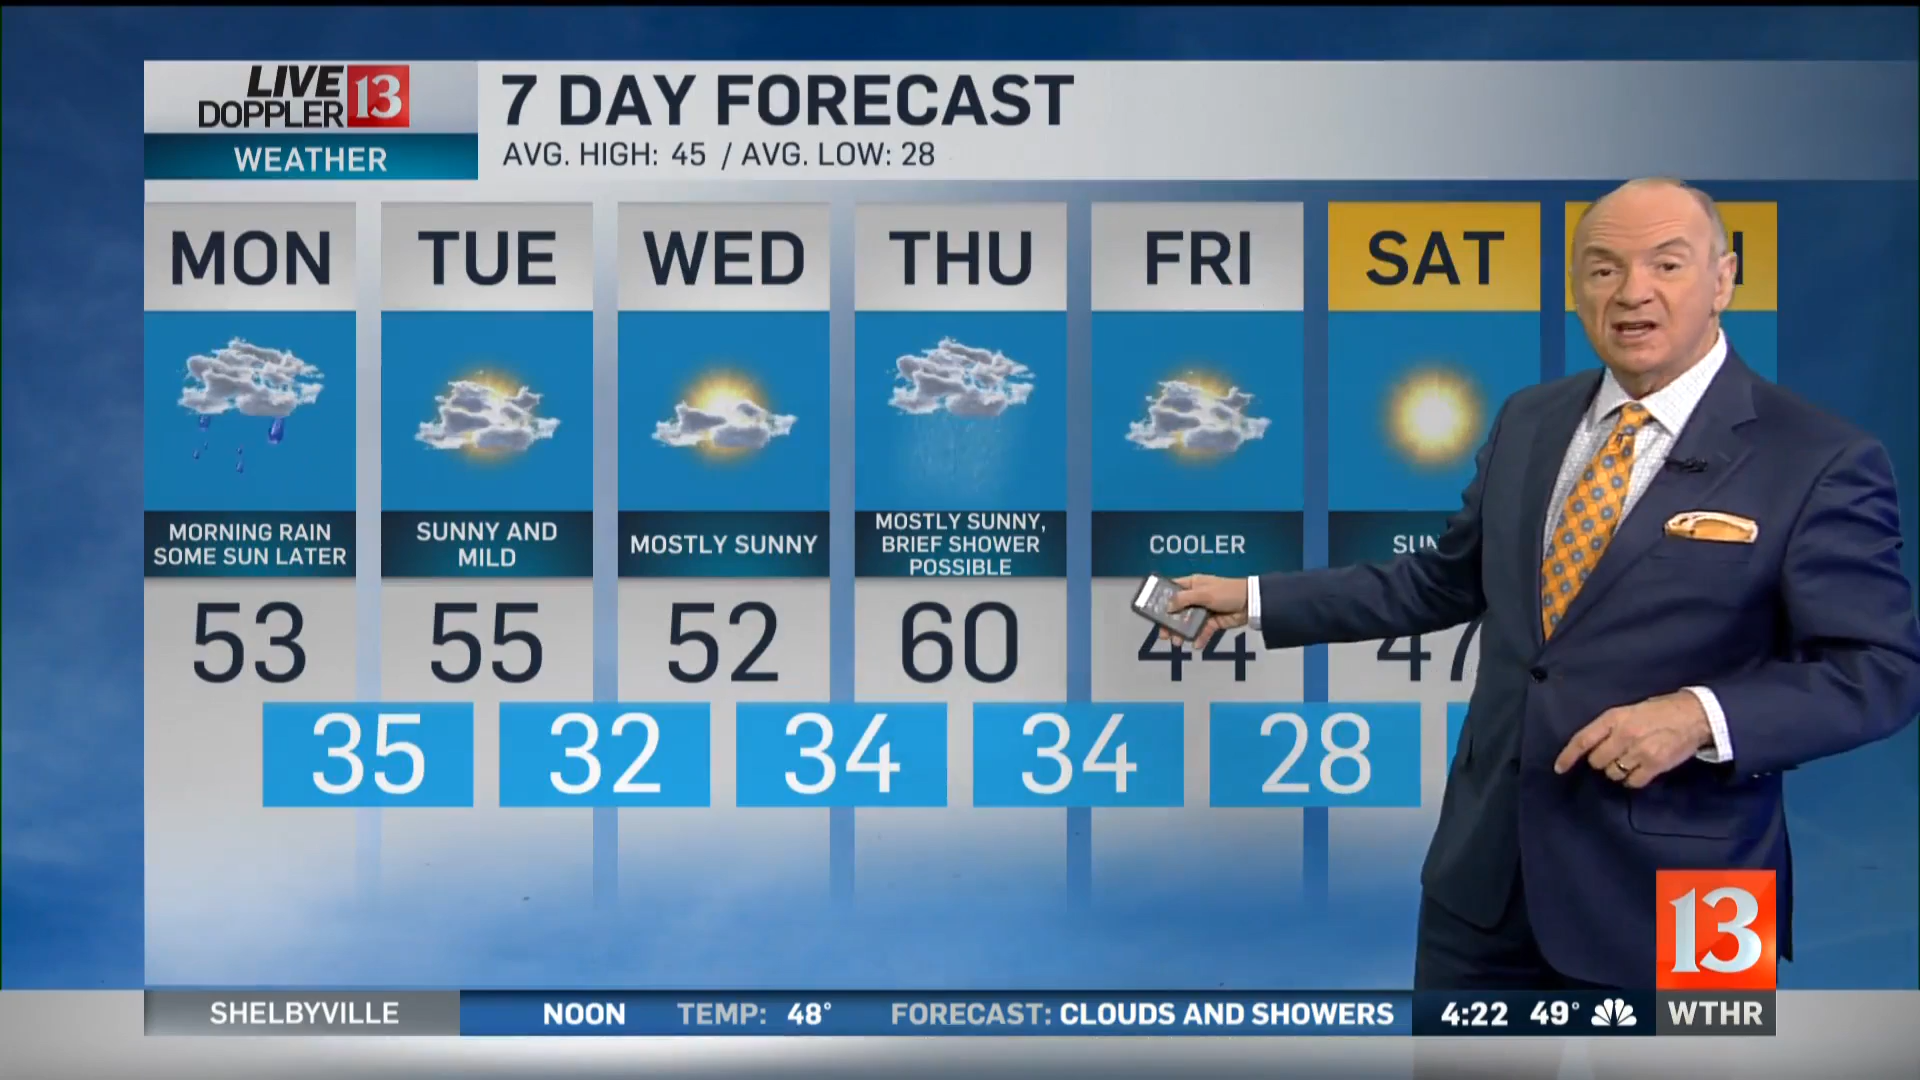 LIVE
DOPPLER 13
WEATHER
7 DAY FORECAST
AVG. HIGH: 45 / AVG. LOW: 28
MON
TUE
WED
THU
FRI
SAT
MORNING RAIN
SOME SUN LATER
SUNNY AND
MILD
MOSTLY SUNNY
MOSTLY SUNNY,
BRIEF SHOWER
POSSIBLE
COOLER
53
55
52
60
44
47
35
32
34
34
28
13
WTHR
SHELBYVILLE
NOON TEMP: 48° FORECAST: CLOUDS AND SHOWERS
4:22 49°